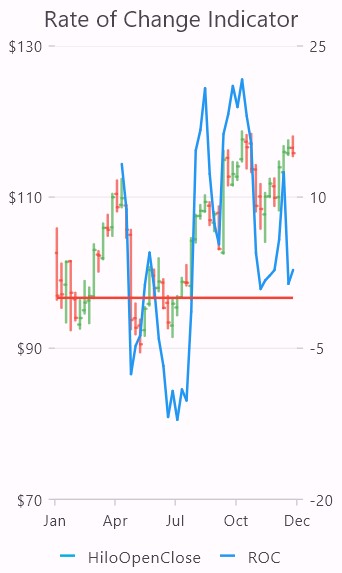 Rate of Change Indicator
$130 25
$110 10
$90 -5
$70 -20
Jan Apr Jul Oct Dec
HiloOpenClose ROC